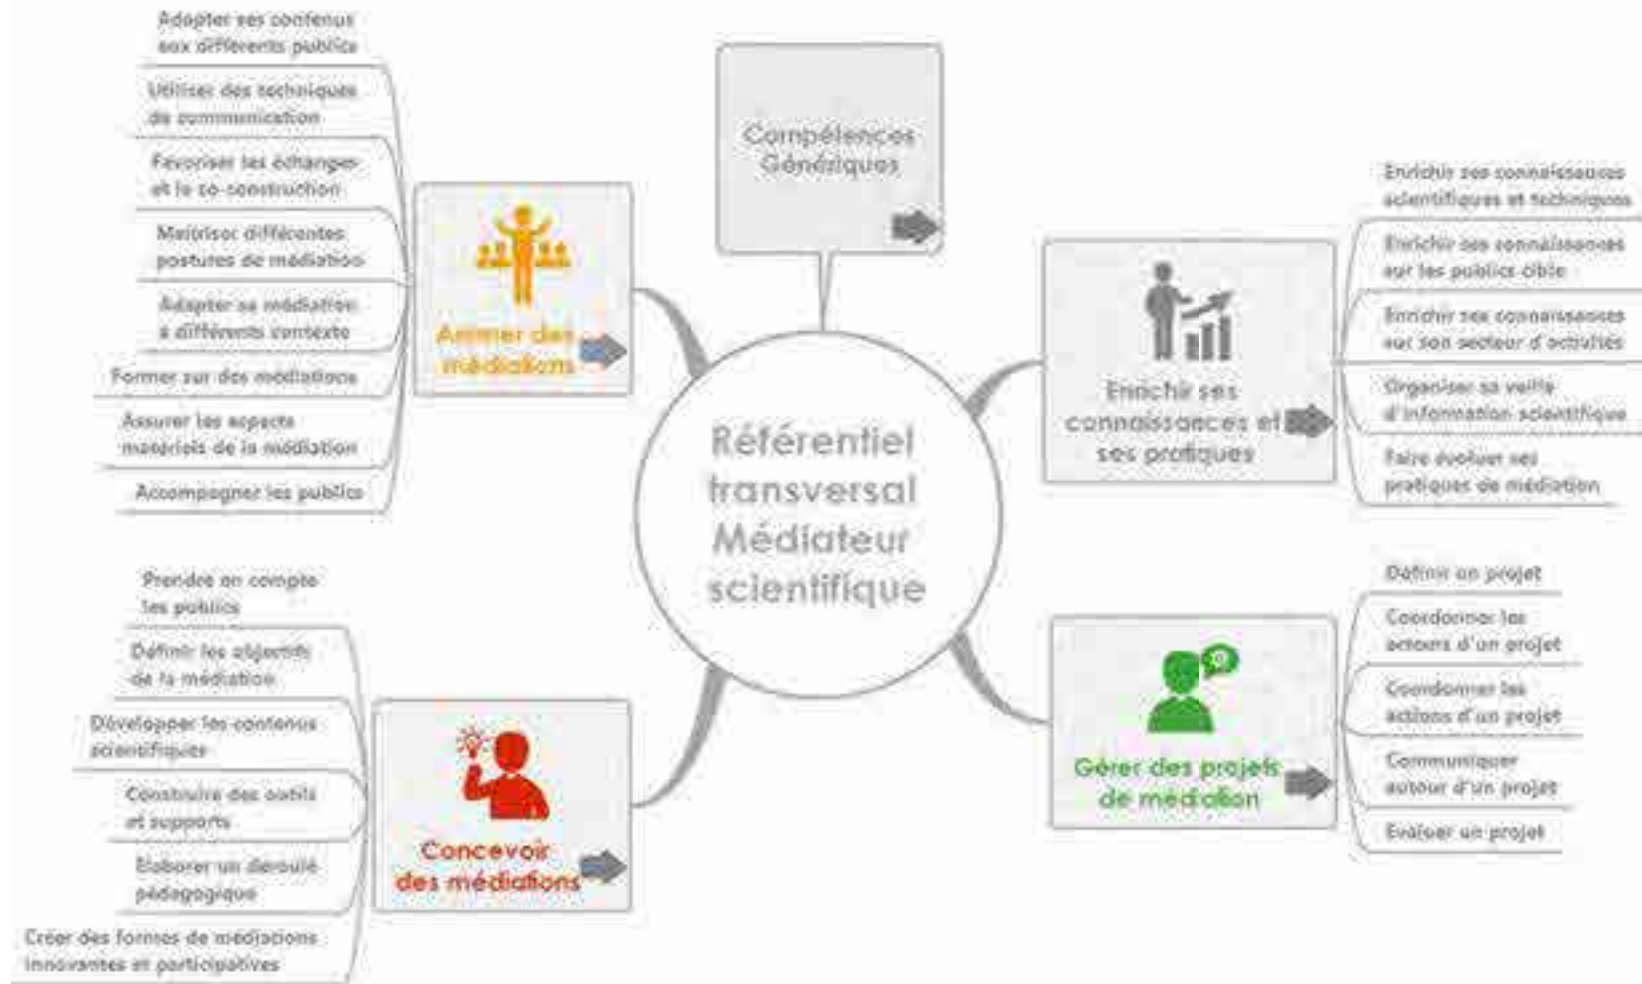 Adapter ses contenus
aux différents publics
Utiliser des techniques
de communication
Favoriser les échanges
et la co-construction
Maîtriser différentes
postures de médiation
Adapter sa médiation
à différents contexte
Former sur des médiations
Assurer les aspects
matériels de la médiation
Accompagner les publics
Animer des
médiations
Compétences
Génériques
Référentiel
transversal
Médiateur
scientifique
Enrichir ses
connaissances et
ses pratiques
Enrichir ses connaissances
scientifiques et techniques
Enrichir ses connaissances
sur les publics cible
Enrichir ses connaissances
sur son secteur d'activités
Organiser sa veille
d'information scientifique
Faire évoluer ses
pratiques de médiation
Prendre en compte
les publics
Définir les objectifs
de la médiation
Développer les contenus
scientifiques
Construire des outils
et supports
Elaborer un déroulé
pédagogique
Créer des formes de médiations
innovantes et participatives
Concevoir
des médiations
Gérer des projets
de médiation
Définir un projet
Coordonner les
acteurs d'un projet
Coordonner les
actions d'un projet
Communiquer
autour d'un projet
Evaluer un projet